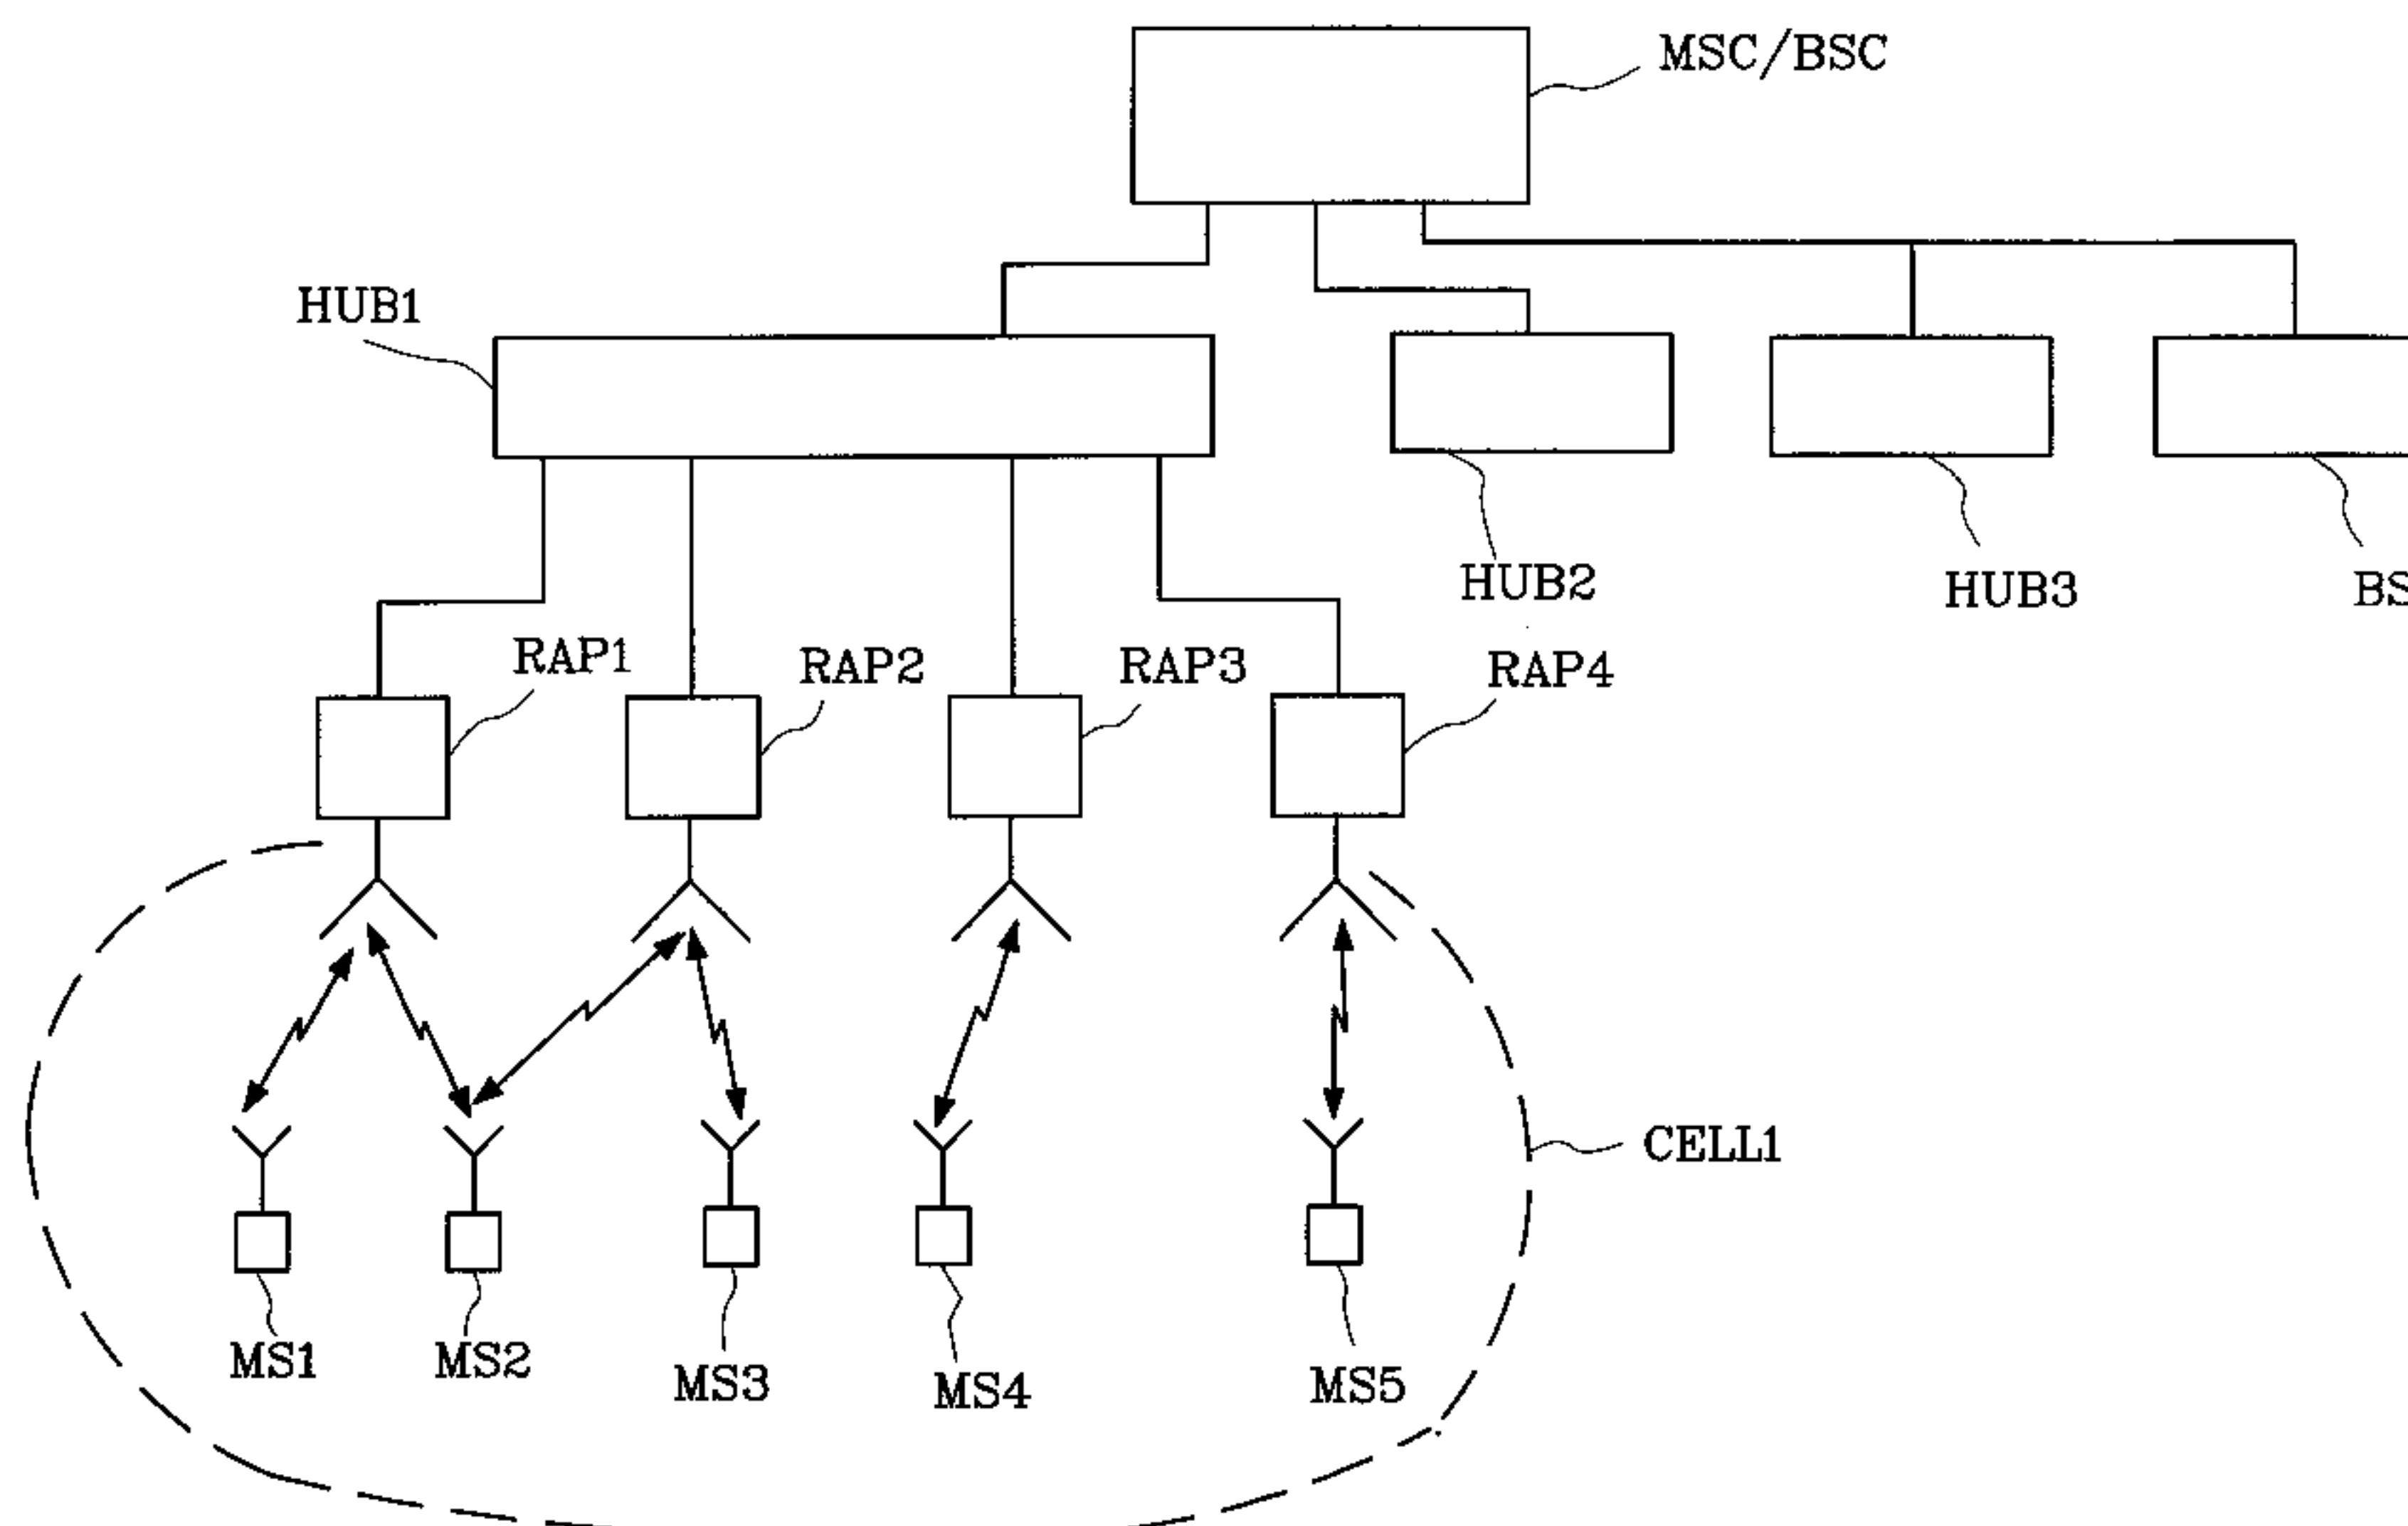 MSC/BSC
HUB1
HUB2
HUB3
RAP1
RAP2
RAP3
RAP4
CELL1
MS1
MS2
MS3
MS4
MS5